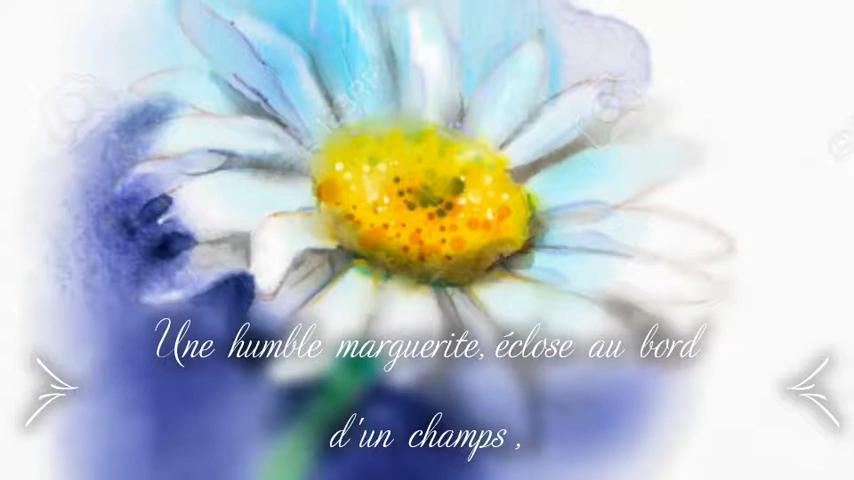 Une humble marguerite, éclose au bord
d'un champs,